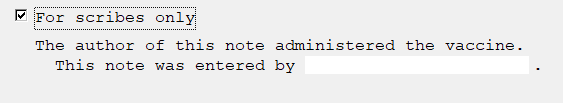 For scribes only
The author of this note administered the vaccine.
This note was entered by .